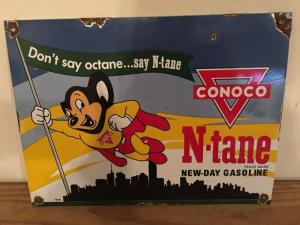 Don't say octane...say N-tane
CONOCO
N-tane
TRADE MARK
NEW-DAY GASOLINE